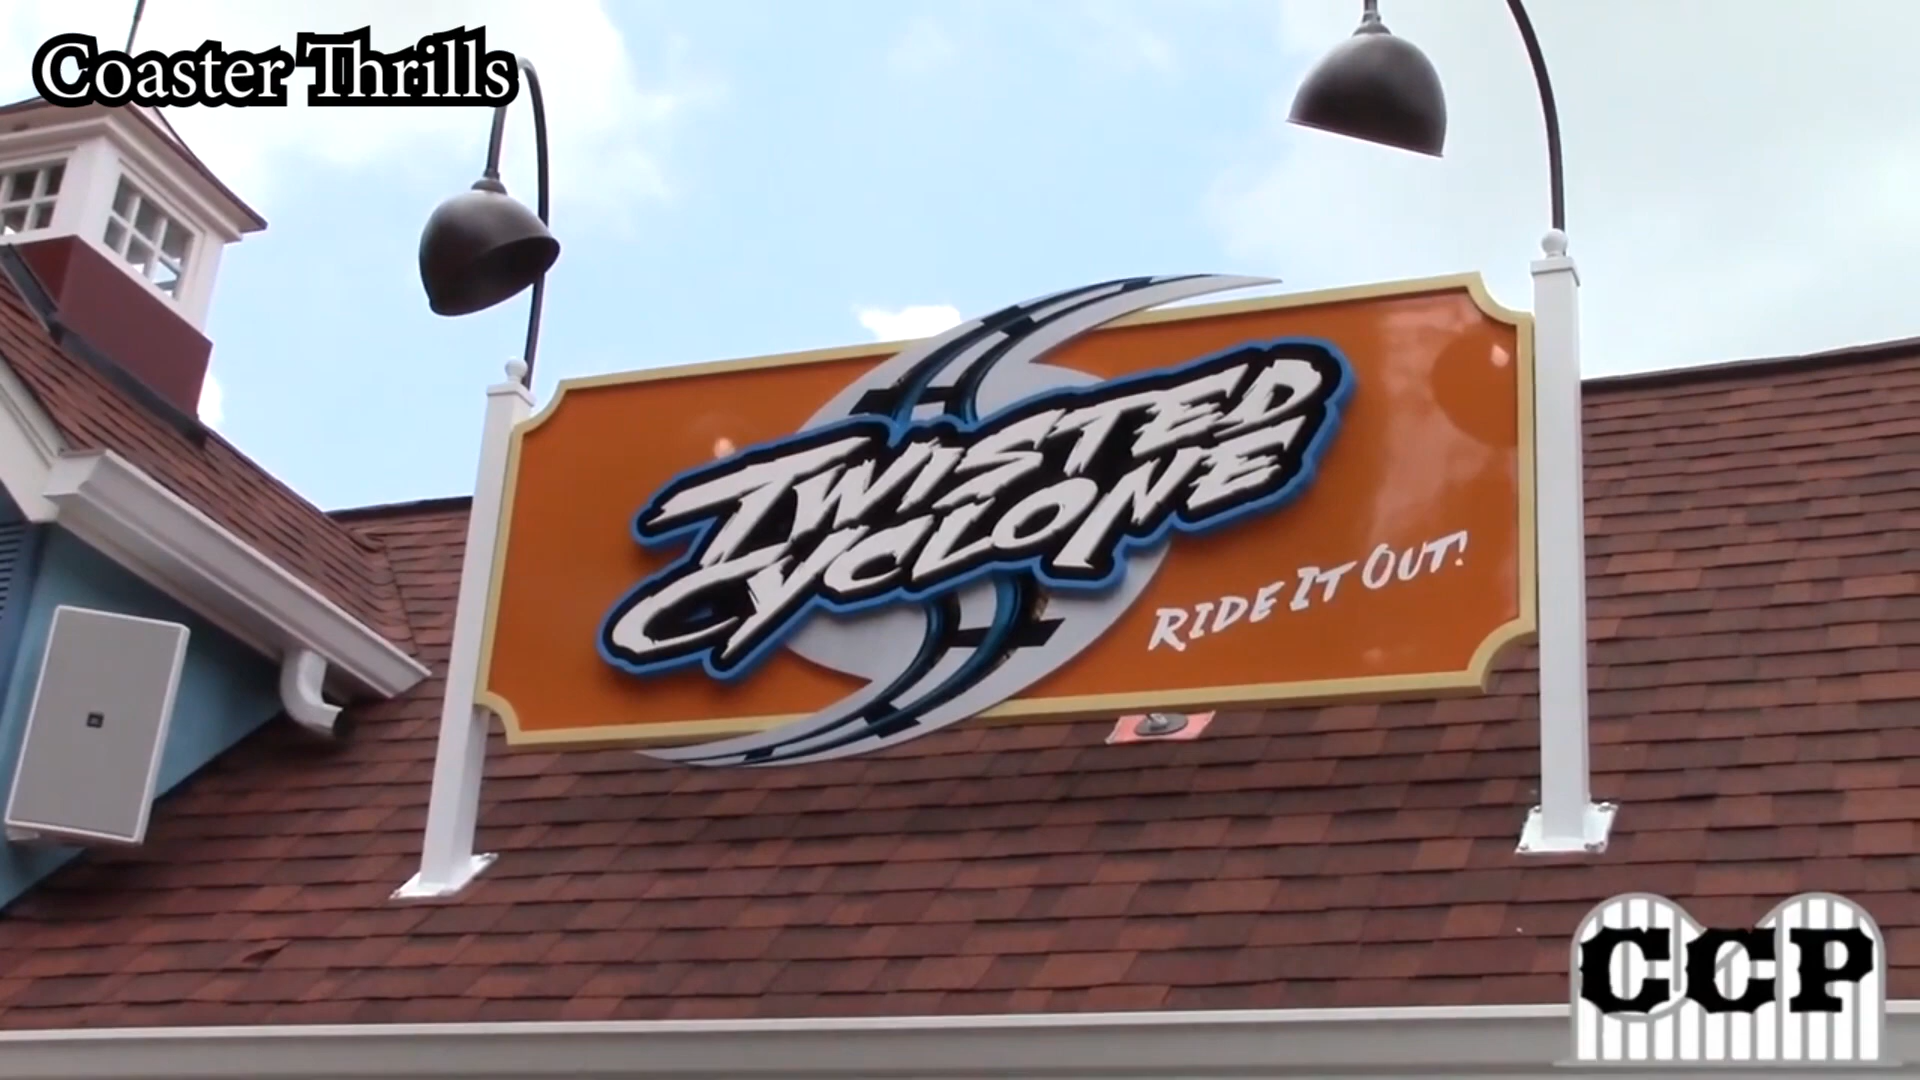 Coaster Thrills
TWISTED
CYCLONE
RIDE IT OUT!
CCP